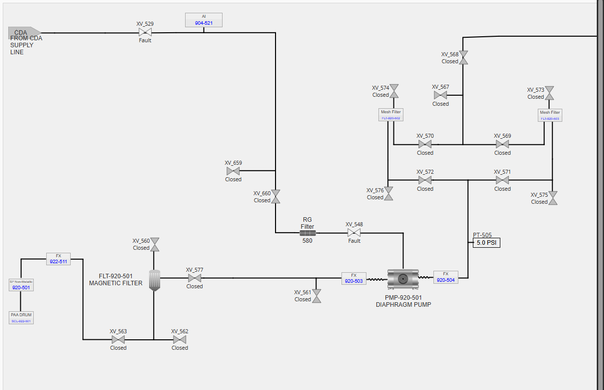 CDA
FROM CDA
SUPPLY
LINE
XV_529
Fault
AI
904-521
XV_568
Closed
XV_574
Closed
XV_567
Closed
XV_573
Closed
Mesh Filter
Mesh Filter
XV_570
Closed
XV_569
Closed
XV_659
Closed
XV_660
Closed
XV_572
Closed
XV_571
Closed
XV_576
Closed
XV_575
Closed
RG
Filter
580
XV_548
Fault
PT-505
5.0 PSI
XV_560
Closed
FX
922-511
FLT-920-501
MAGNETIC FILTER
XV_577
Closed
920-501
FX
920-503
FX
920-504
XV_561
Closed
PMP-920-501
DIAPHRAGM PUMP
PAA DRUM
XV_563
Closed
XV_562
Closed